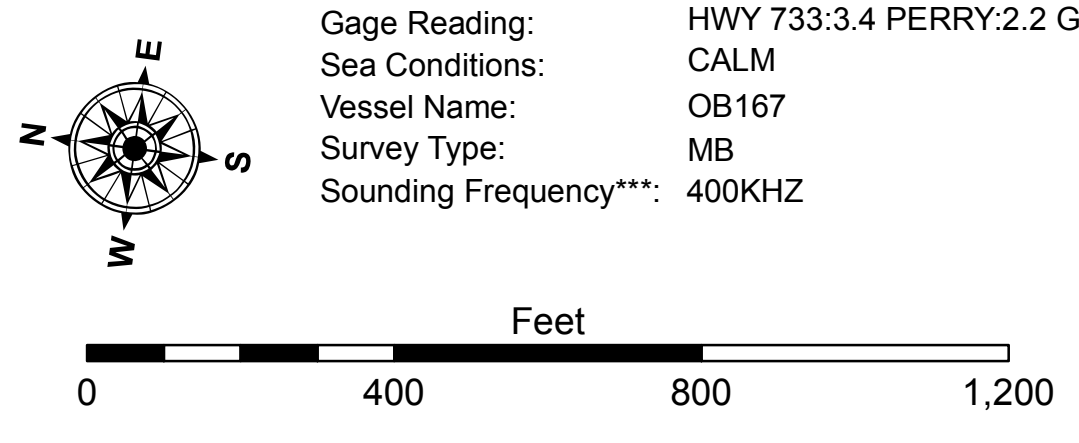 E
N
S
W
Gage Reading: HWY 733:3.4 PERRY:2.2 G
Sea Conditions: CALM
Vessel Name: OB167
Survey Type: MB
Sounding Frequency***: 400KHZ
Feet
0 400 800 1,200